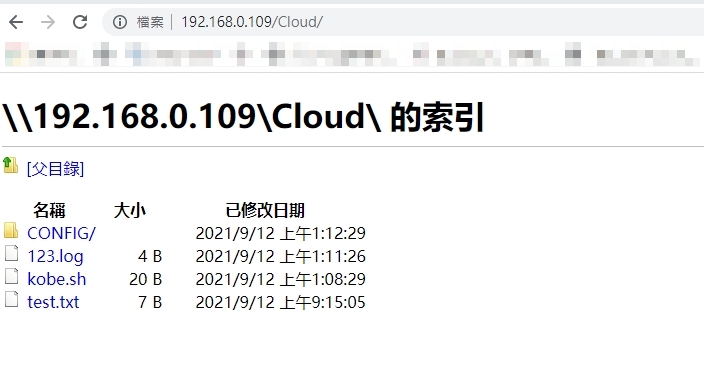 檔案 | 192.168.0.109/Cloud/
\\192.168.0.109\Cloud\ 的索引
[父目錄]
名稱 大小 已修改日期
CONFIG/ 2021/9/12 上午1:12:29
123.log 4 B 2021/9/12 上午1:11:26
kobe.sh 20 B 2021/9/12 上午1:08:29
test.txt 7 B 2021/9/12 上午9:15:05